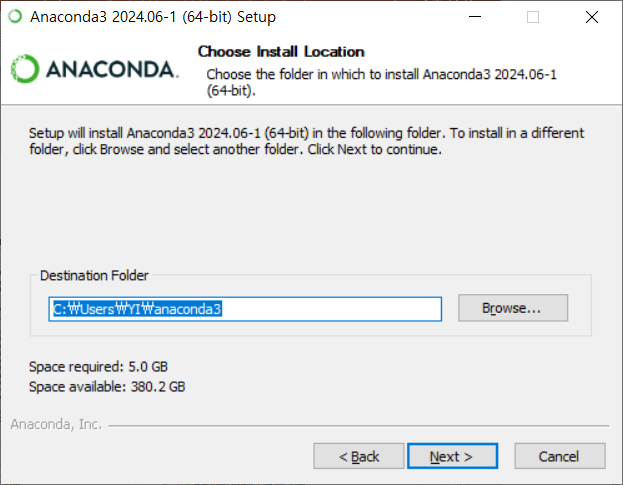 Anaconda3 2024.06-1 (64-bit) Setup
ANACONDA.
Choose Install Location
Choose the folder in which to install Anaconda3 2024.06-1
(64-bit).
Setup will install Anaconda3 2024.06-1 (64-bit) in the following folder. To install in a different
folder, click Browse and select another folder. Click Next to continue.
Destination Folder
C:₩Users₩YI₩anaconda3
Browse...
Space required: 5.0 GB
Space available: 380.2 GB
Anaconda, Inc.
< Back
Next >
Cancel